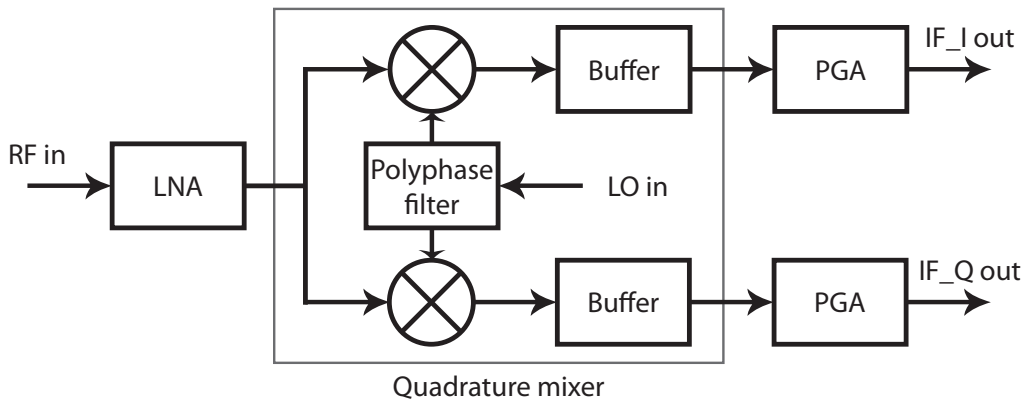 IF_I out
Buffer
PGA
RF in
LNA
Polyphase
filter
LO in
IF_Q out
Buffer
PGA
Quadrature mixer